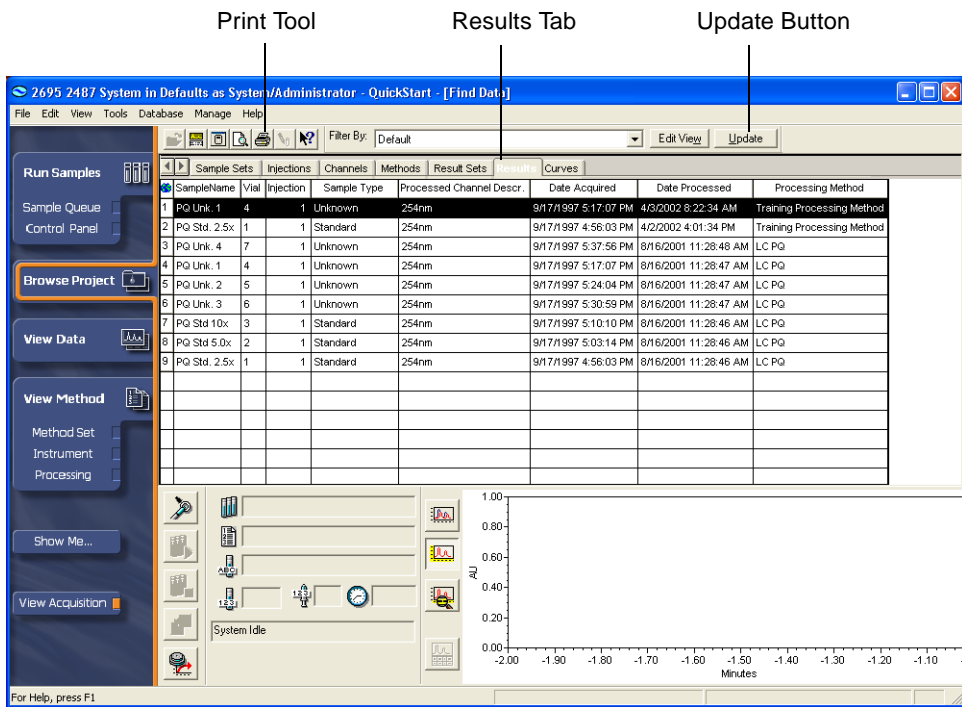 Print Tool Results Tab Update Button
2695 2487 System in Defaults as System/Administrator - QuickStart - [Find Data]
File Edit View Tools Database Manage Help
Filter By: Default Edit View Update
Run Samples
Sample Queue
Control Panel
Browse Project
View Data
View Method
Method Set
Instrument
Processing
Show Me...
View Acquisition
Sample Sets Injections Channels Methods Result Sets Results Curves
SampleName Vial Injection Sample Type Processed Channel Descr. Date Acquired Date Processed Processing Method
1 PQ Unk. 1 4 1 Unknown 254nm 9/17/1997 5:17:07 PM 4/3/2002 8:22:34 AM Training Processing Method
2 PQ Std. 2.5x 1 1 Standard 254nm 9/17/1997 4:56:03 PM 4/2/2002 4:01:34 PM Training Processing Method
3 PQ Unk. 4 7 1 Unknown 254nm 9/17/1997 5:37:56 PM 8/16/2001 11:28:48 AM LC PQ
4 PQ Unk. 1 4 1 Unknown 254nm 9/17/1997 5:17:07 PM 8/16/2001 11:28:47 AM LC PQ
5 PQ Unk. 2 5 1 Unknown 254nm 9/17/1997 5:24:04 PM 8/16/2001 11:28:47 AM LC PQ
6 PQ Unk. 3 6 1 Unknown 254nm 9/17/1997 5:30:59 PM 8/16/2001 11:28:47 AM LC PQ
7 PQ Std 10x 3 1 Standard 254nm 9/17/1997 5:10:10 PM 8/16/2001 11:28:46 AM LC PQ
8 PQ Std 5.0x 2 1 Standard 254nm 9/17/1997 5:03:14 PM 8/16/2001 11:28:46 AM LC PQ
9 PQ Std. 2.5x 1 1 Standard 254nm 9/17/1997 4:56:03 PM 8/16/2001 11:28:46 AM LC PQ
ABC
123
123
System Idle
1.00
0.80
0.60
AU
0.40
0.20
0.00
-2.00 -1.90 -1.80 -1.70 -1.60 -1.50 -1.40 -1.30 -1.20 -1.10
Minutes
For Help, press F1